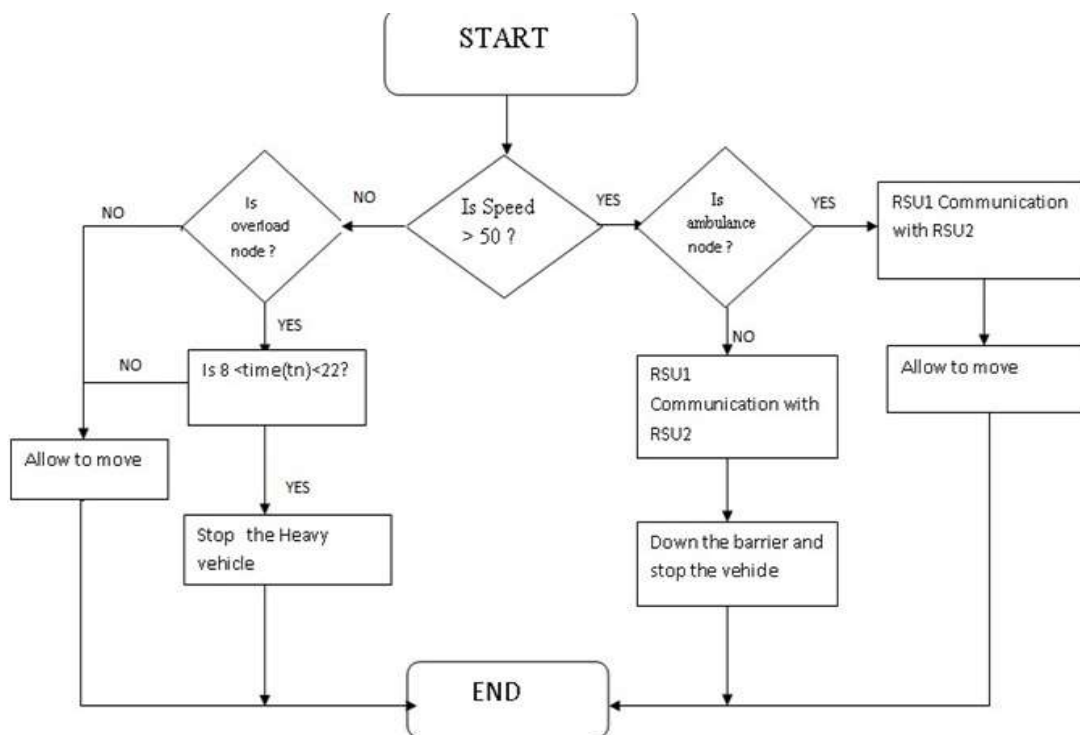 START
Is
overload
node ?
NO
NO
Is Speed
> 50 ?
YES
Is
ambulance
node ?
YES
RSU1 Communication
with RSU2
YES
NO
Is 8 <time(tn)<22?
NO
RSU1
Communication with
RSU2
Allow to move
Allow to move
YES
Stop the Heavy
vehicle
Down the barrier and
stop the vehide
END